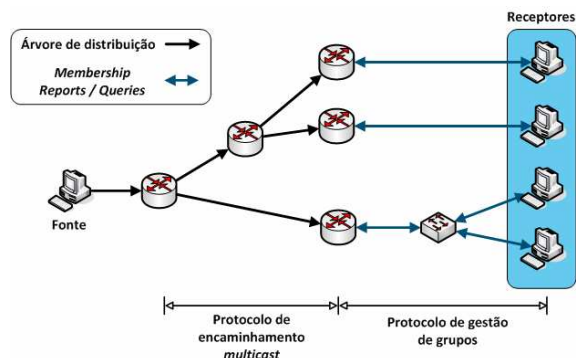 Receptores
Árvore de distribuição
Membership
Reports / Queries
Fonte
Protocolo de
encaminhamento
multicast
Protocolo de gestão
de grupos